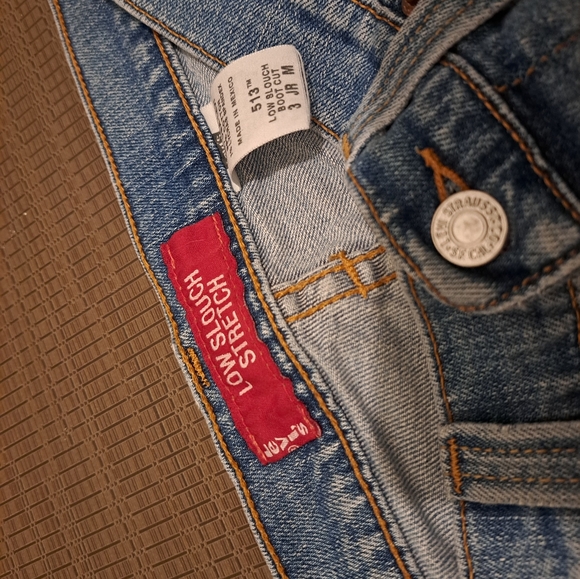 MADE IN MEXICO
513™
LOW SLOUCH
BOOT CUT
3 JR M
LOW SLOUCH
STRETCH
LEVI'S
LEVI STRAUSS & CO